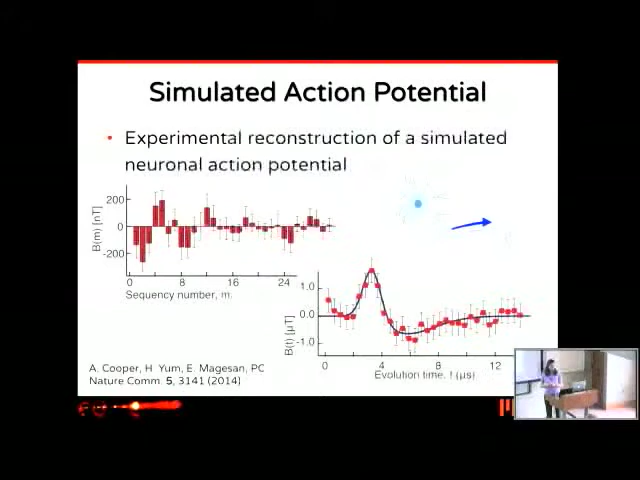 Simulated Action Potential
• Experimental reconstruction of a simulated
neuronal action potential
B(m) [nT]
200
0
-200
0 8 16 24
Sequency number, m.
B(t) [μT]
1.0
0.0
-1.0
0 4 8 12
Evolution time, t (μs)
A. Cooper, H Yum, E. Magesan, PC
Nature Comm. 5, 3141 (2014)